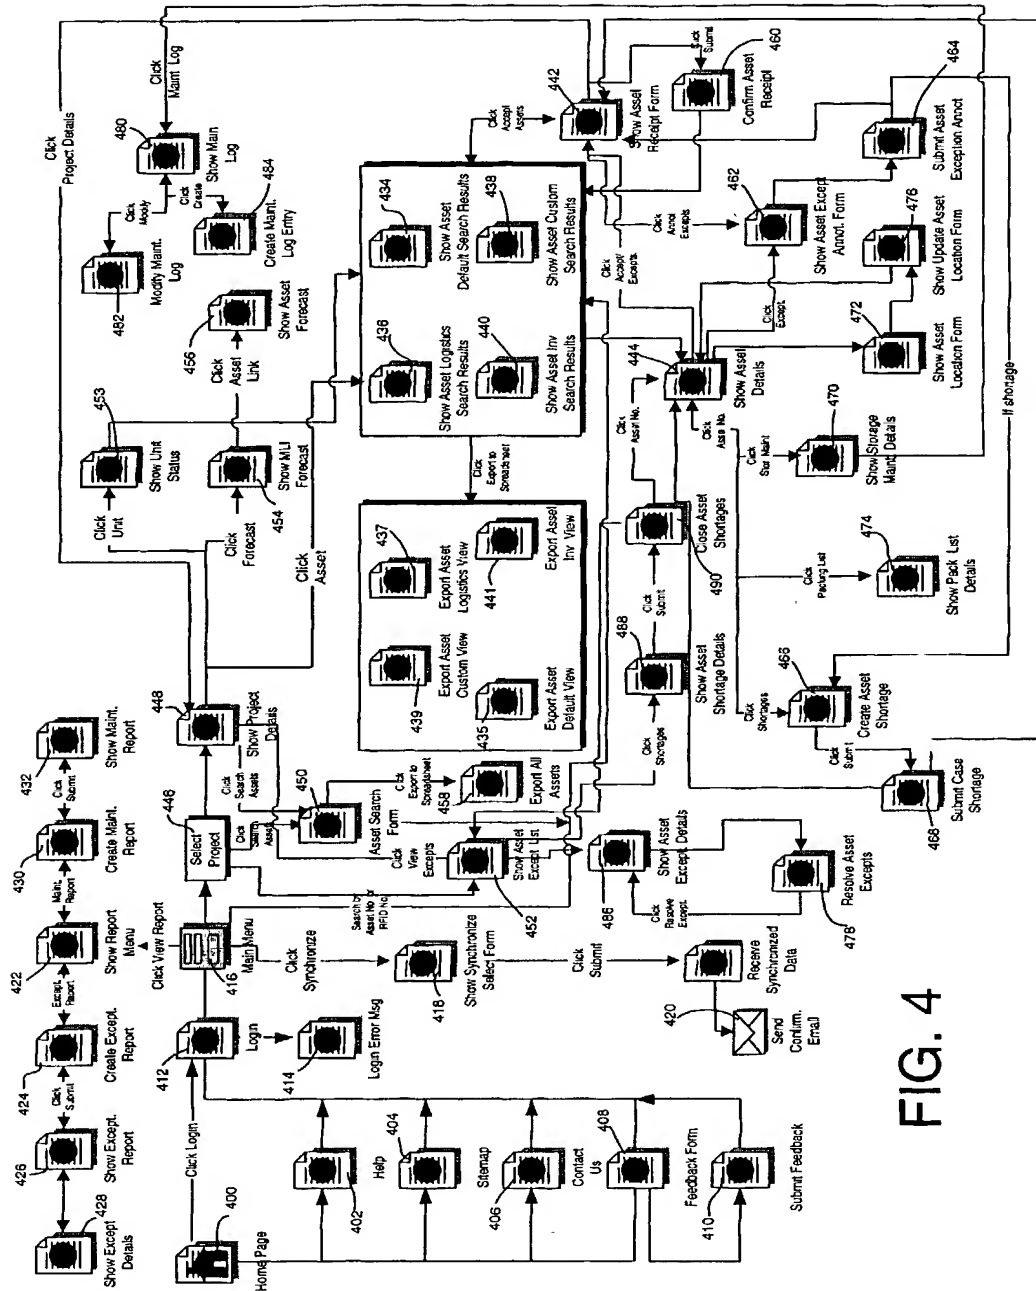 428
Show Except
Details
426
Show Except.
Report
Click
Submit
424
Create Except.
Report
Except.
Report
422
Show Report
Menu
Maint.
Report
430
Create Maint.
Report
Click
Submit
432
Show Maint.
Report
Click View Report
400
Home Page
Click Login
412
Login
414
Login Error Msg
416
Main Menu
Click
Synchronize
418
Show Synchronize
Select Form
Click
Submit
Receive
Synchronized
Data
420
Send
Confirm.
Email
402
Help
404
Sitemap
406
Contact
Us
408
Feedback Form
410
Submit Feedback
446
Select
Project
448
Show Project
Details
Click
Search
Assets
Click
Search
450
Asset Search
Form
Click
Export to
Spreadsheet
458
Export All
Assets
Click
View
Excepts
Search by
Asset No or
RFID No
452
Show Asset
Except List
486
Show Asset
Except Details
Click
Resolve
Except.
478
Resolve Asset
Excepts
Click
Project Details
Click
Unit
453
Show Unit
Status
Click
Forecast
454
Show MLI
Forecast
Click
Asset
Link
456
Show Asset
Forecast
Click
Asset
482
Modify Maint.
Log
Click
Modify
480
Show Main
Log
Click
Create
484
Create Maint.
Log Entry
Click
Maint Log
436
Show Asset Logistics
Search Results
434
Show Asset
Default Search Results
440
Show Asset Inv
Search Results
438
Show Asset Custom
Search Results
Click
Export to
Spreadsheet
439
Export Asset
Custom View
437
Export Asset
Logistics View
435
Export Asset
Default View
441
Export Asset
Inv View
Click
Accept
Assets
442
Show Asset
Receipt Form
Click
Submit
460
Confirm Asset
Receipt
Click
Accept/
Excepts.
Click
Annot
Excepts
462
Show Asset Except
Annot. Form
464
Submit Asset
Exception Annot
Click
Except.
444
Show Asset
Details
Click
Asset No.
Click
Asset No.
472
Show Asset
Location Form
476
Show Update Asset
Location Form
Click
Stor Maint
470
Show Storage
Maint. Details
Click
Packing List
474
Show Pack List
Details
Click
Shortages
488
Show Asset
Shortage Details
Click
Submit
490
Close Asset
Shortages
Click
Shortages
466
Create Asset
Shortage
Click
Submit
468
Submit Case
Shortage
If shortage
FIG. 4